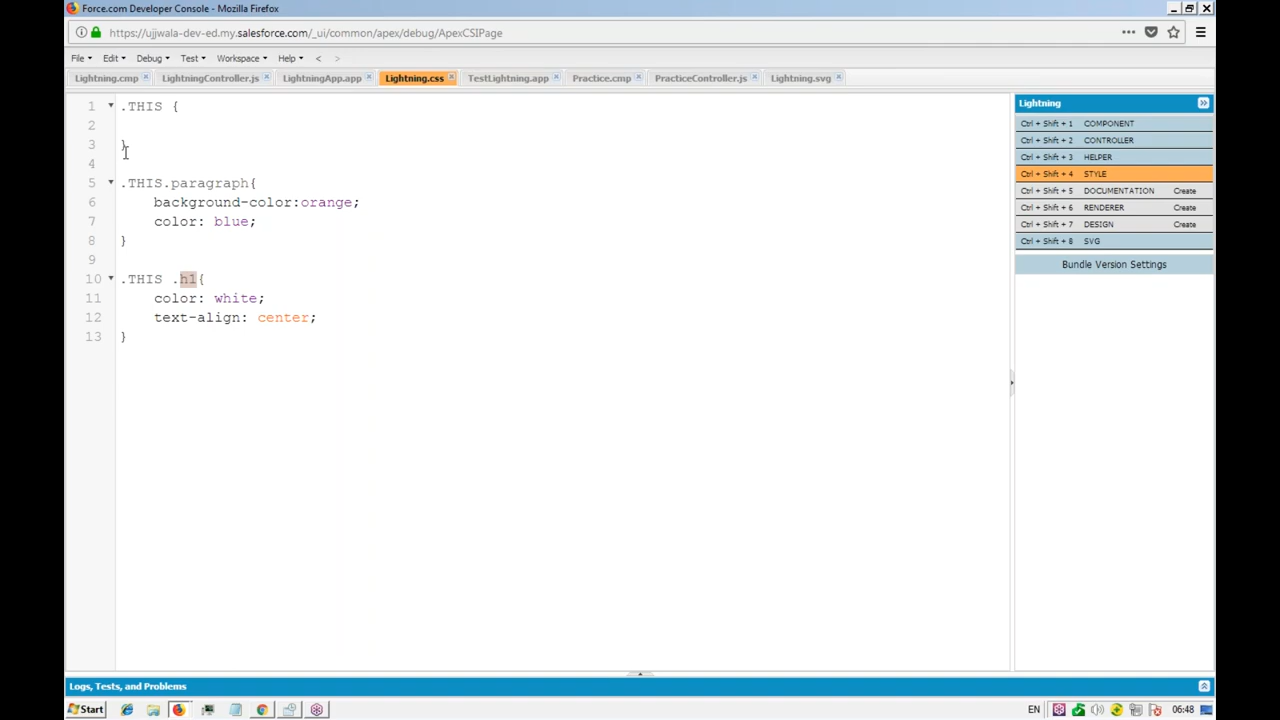 Force.com Developer Console - Mozilla Firefox
https://ujjwala-dev-ed.my.salesforce.com/_ui/common/apex/debug/ApexCSIPage
File Edit Debug Test Workspace Help < >
Lightning.cmp LightningController.js LightningApp.app Lightning.css TestLightning.app Practice.cmp PracticeController.js Lightning.svg
1 .THIS {
2
3 }
4
5 .THIS.paragraph{
6 background-color:orange;
7 color: blue;
8 }
9
10 .THIS .h1{
11 color: white;
12 text-align: center;
13 }
Lightning
Ctrl + Shift + 1 COMPONENT
Ctrl + Shift + 2 CONTROLLER
Ctrl + Shift + 3 HELPER
Ctrl + Shift + 4 STYLE
Ctrl + Shift + 5 DOCUMENTATION Create
Ctrl + Shift + 6 RENDERER Create
Ctrl + Shift + 7 DESIGN Create
Ctrl + Shift + 8 SVG
Bundle Version Settings
Logs, Tests, and Problems
Start EN 06:48